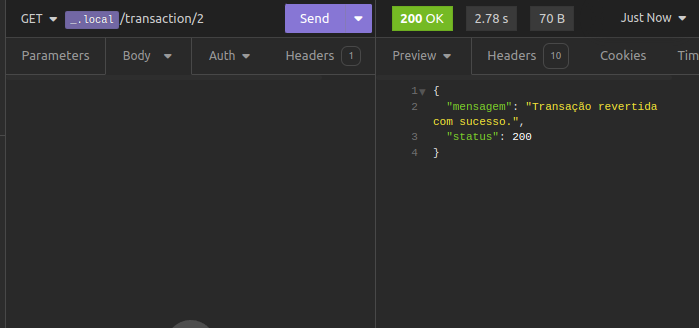 GET _.local/transaction/2 Send 200 OK 2.78 s 70 B Just Now
Parameters Body Auth Headers 1 Preview Headers 10 Cookies Tim
1 {
2 "mensagem": "Transação revertida
com sucesso.",
3 "status": 200
4 }